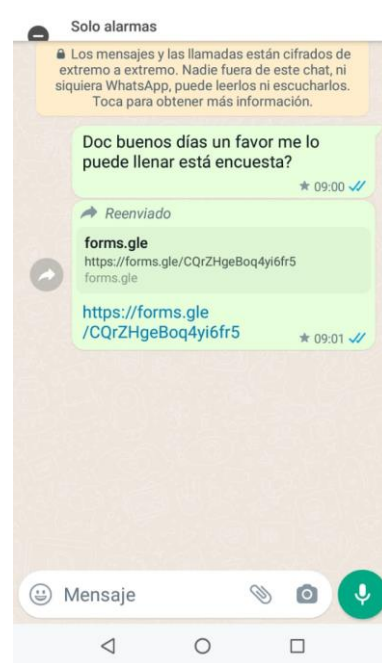 Solo alarmas
Los mensajes y las llamadas están cifrados de
extremo a extremo. Nadie fuera de este chat, ni
siquiera WhatsApp, puede leerlos ni escucharlos.
Toca para obtener más información.
Doc buenos días un favor me lo
puede llenar está encuesta?
09:00
Reenviado
forms.gle
https://forms.gle/CQrZHgeBoq4yi6fr5
forms.gle
https://forms.gle
/CQrZHgeBoq4yi6fr5
09:01
Mensaje